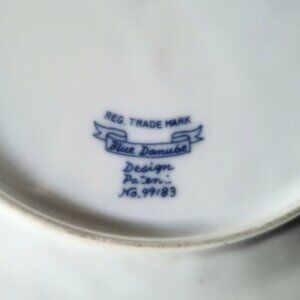 REG. TRADE MARK
Blue Danube
Design
Patent
No. 99183